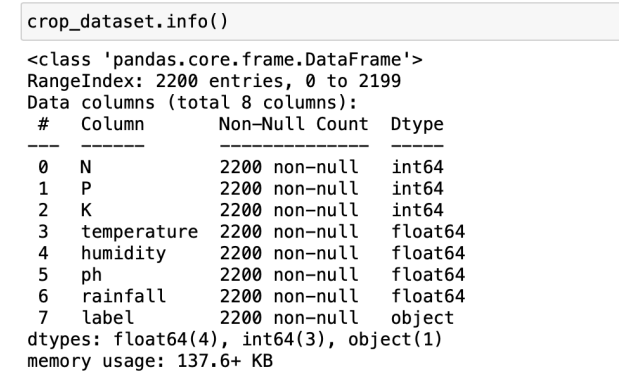 crop_dataset.info()
<class 'pandas.core.frame.DataFrame'>
RangeIndex: 2200 entries, 0 to 2199
Data columns (total 8 columns):
 #   Column       Non-Null Count  Dtype
---  ------       --------------  -----
 0   N            2200 non-null   int64
 1   P            2200 non-null   int64
 2   K            2200 non-null   int64
 3   temperature  2200 non-null   float64
 4   humidity     2200 non-null   float64
 5   ph           2200 non-null   float64
 6   rainfall     2200 non-null   float64
 7   label        2200 non-null   object
dtypes: float64(4), int64(3), object(1)
memory usage: 137.6+ KB